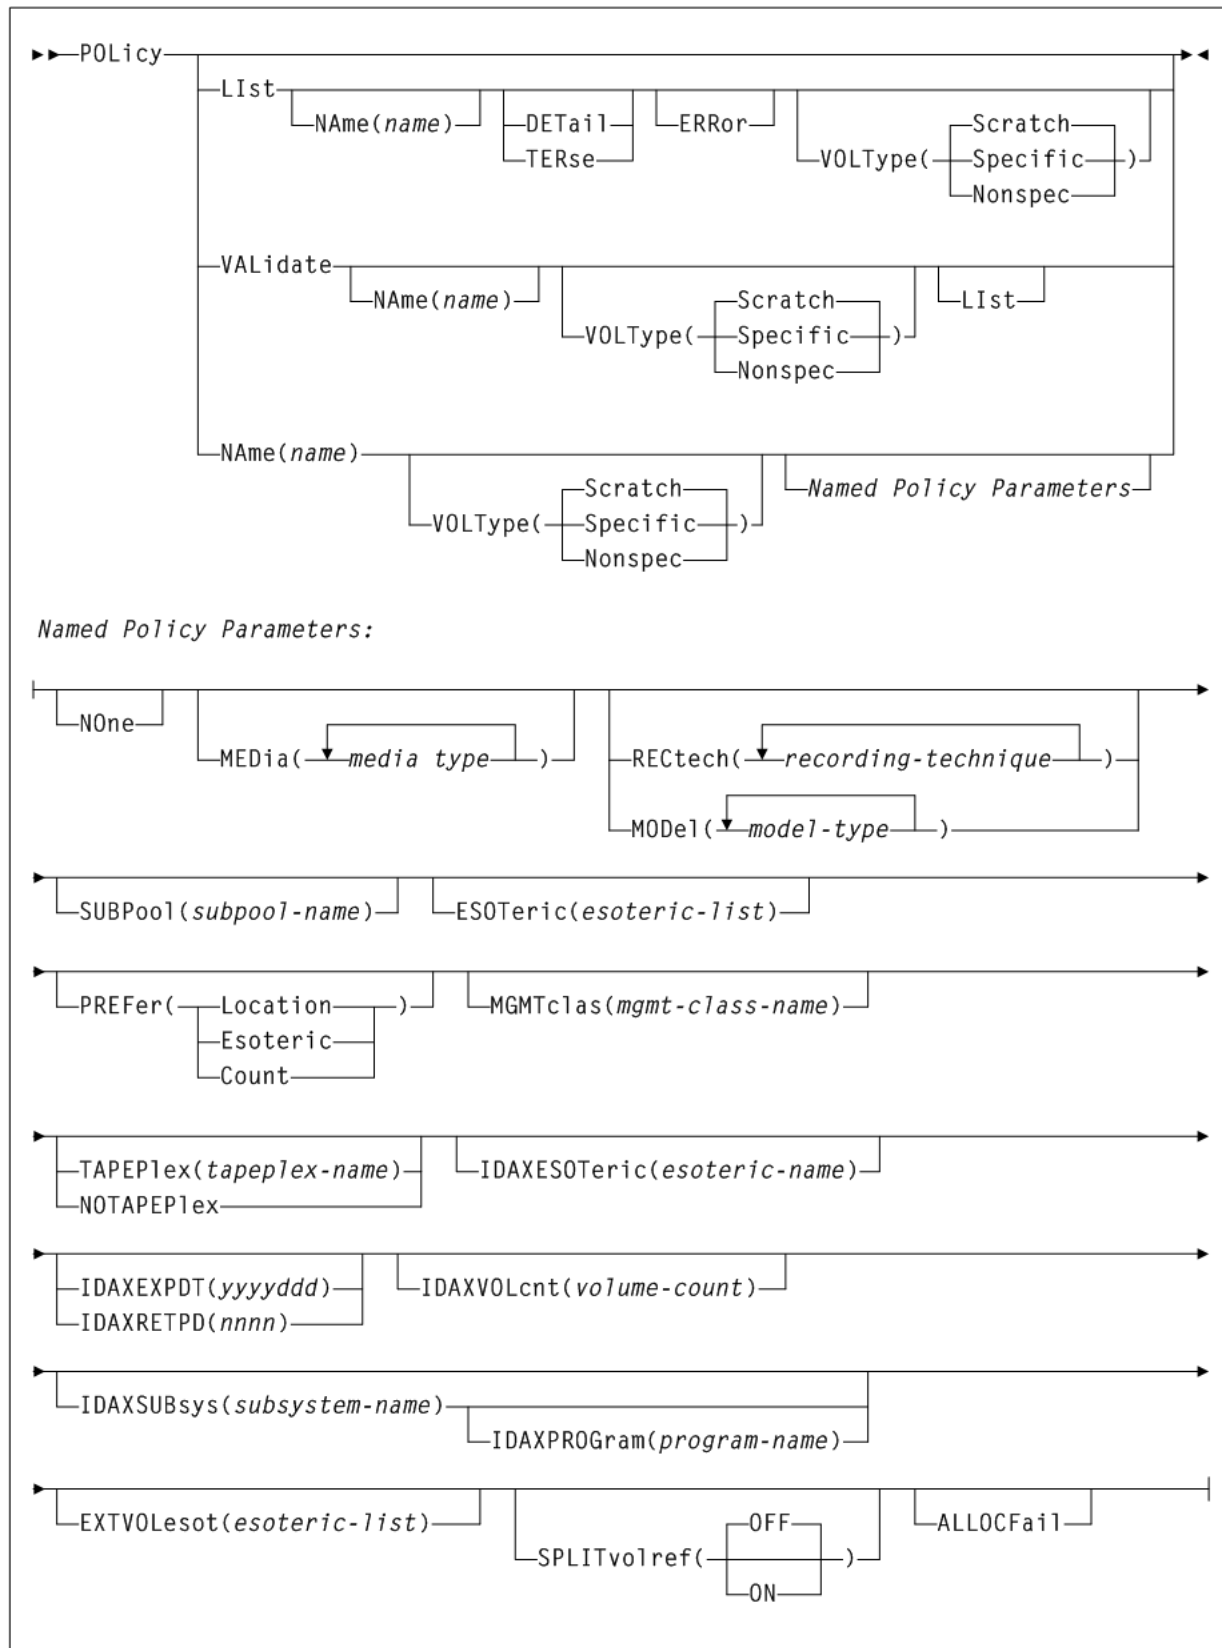 POLicy
LIst
NAme(name)
DETail
TERse
ERRor
VOLType(
Scratch
Specific
Nonspec
)
VALidate
NAme(name)
VOLType(
Scratch
Specific
Nonspec
)
LIst
NAme(name)
VOLType(
Scratch
Specific
Nonspec
)
Named Policy Parameters
Named Policy Parameters:
NOne
MEDia( media type )
RECtech( recording-technique )
MODel( model-type )
SUBPool(subpool-name)
ESOTeric(esoteric-list)
PREFer(
Location
Esoteric
Count
)
MGMTclas(mgmt-class-name)
TAPEPlex(tapeplex-name)
NOTAPEPlex
IDAXESOTeric(esoteric-name)
IDAXEXPDT(yyyyddd)
IDAXRETPD(nnnn)
IDAXVOLcnt(volume-count)
IDAXSUBsys(subsystem-name)
IDAXPROGram(program-name)
EXTVOLesot(esoteric-list)
SPLITvolref(
OFF
ON
)
ALLOCFail